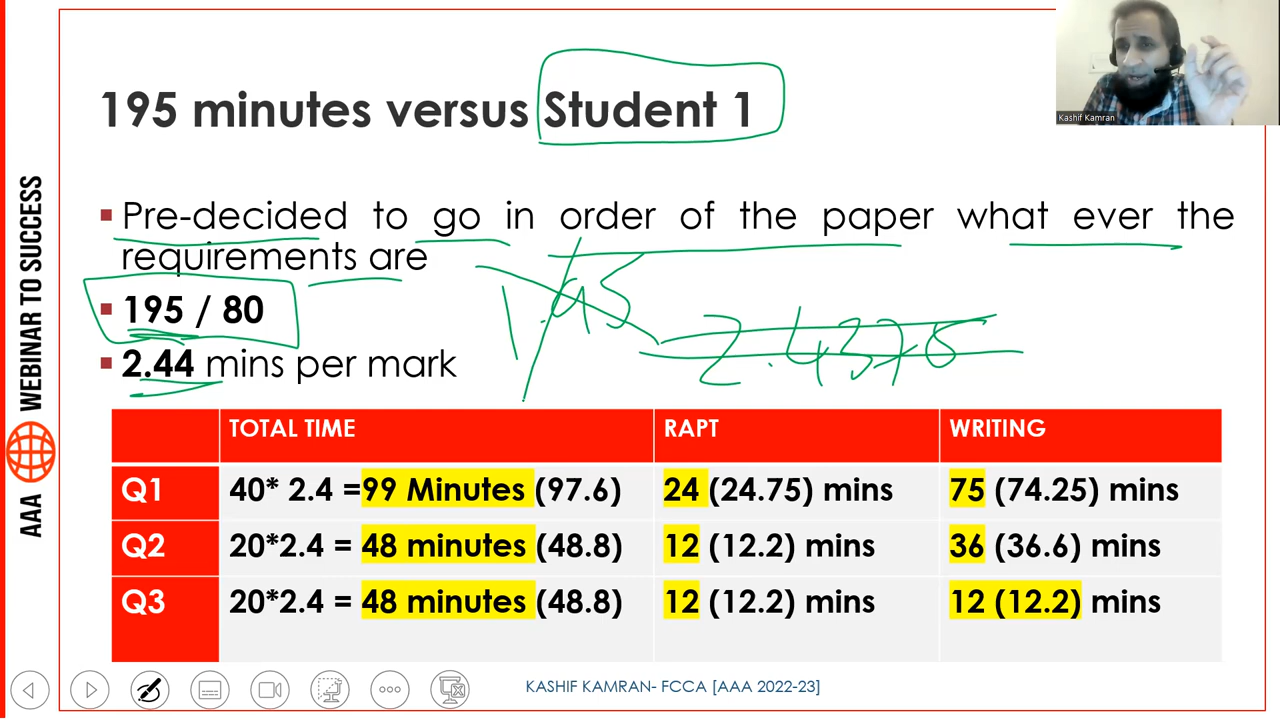 195 minutes versus Student 1
Kashif Kamran
Pre-decided to go in order of the paper what ever the
requirements are
195 / 80
2.44 mins per mark
1.95
2.4375
TOTAL TIME RAPT WRITING
Q1 40* 2.4 =99 Minutes (97.6) 24 (24.75) mins 75 (74.25) mins
Q2 20*2.4 = 48 minutes (48.8) 12 (12.2) mins 36 (36.6) mins
Q3 20*2.4 = 48 minutes (48.8) 12 (12.2) mins 12 (12.2) mins
AAA WEBINAR TO SUCCESS
KASHIF KAMRAN- FCCA [AAA 2022-23]